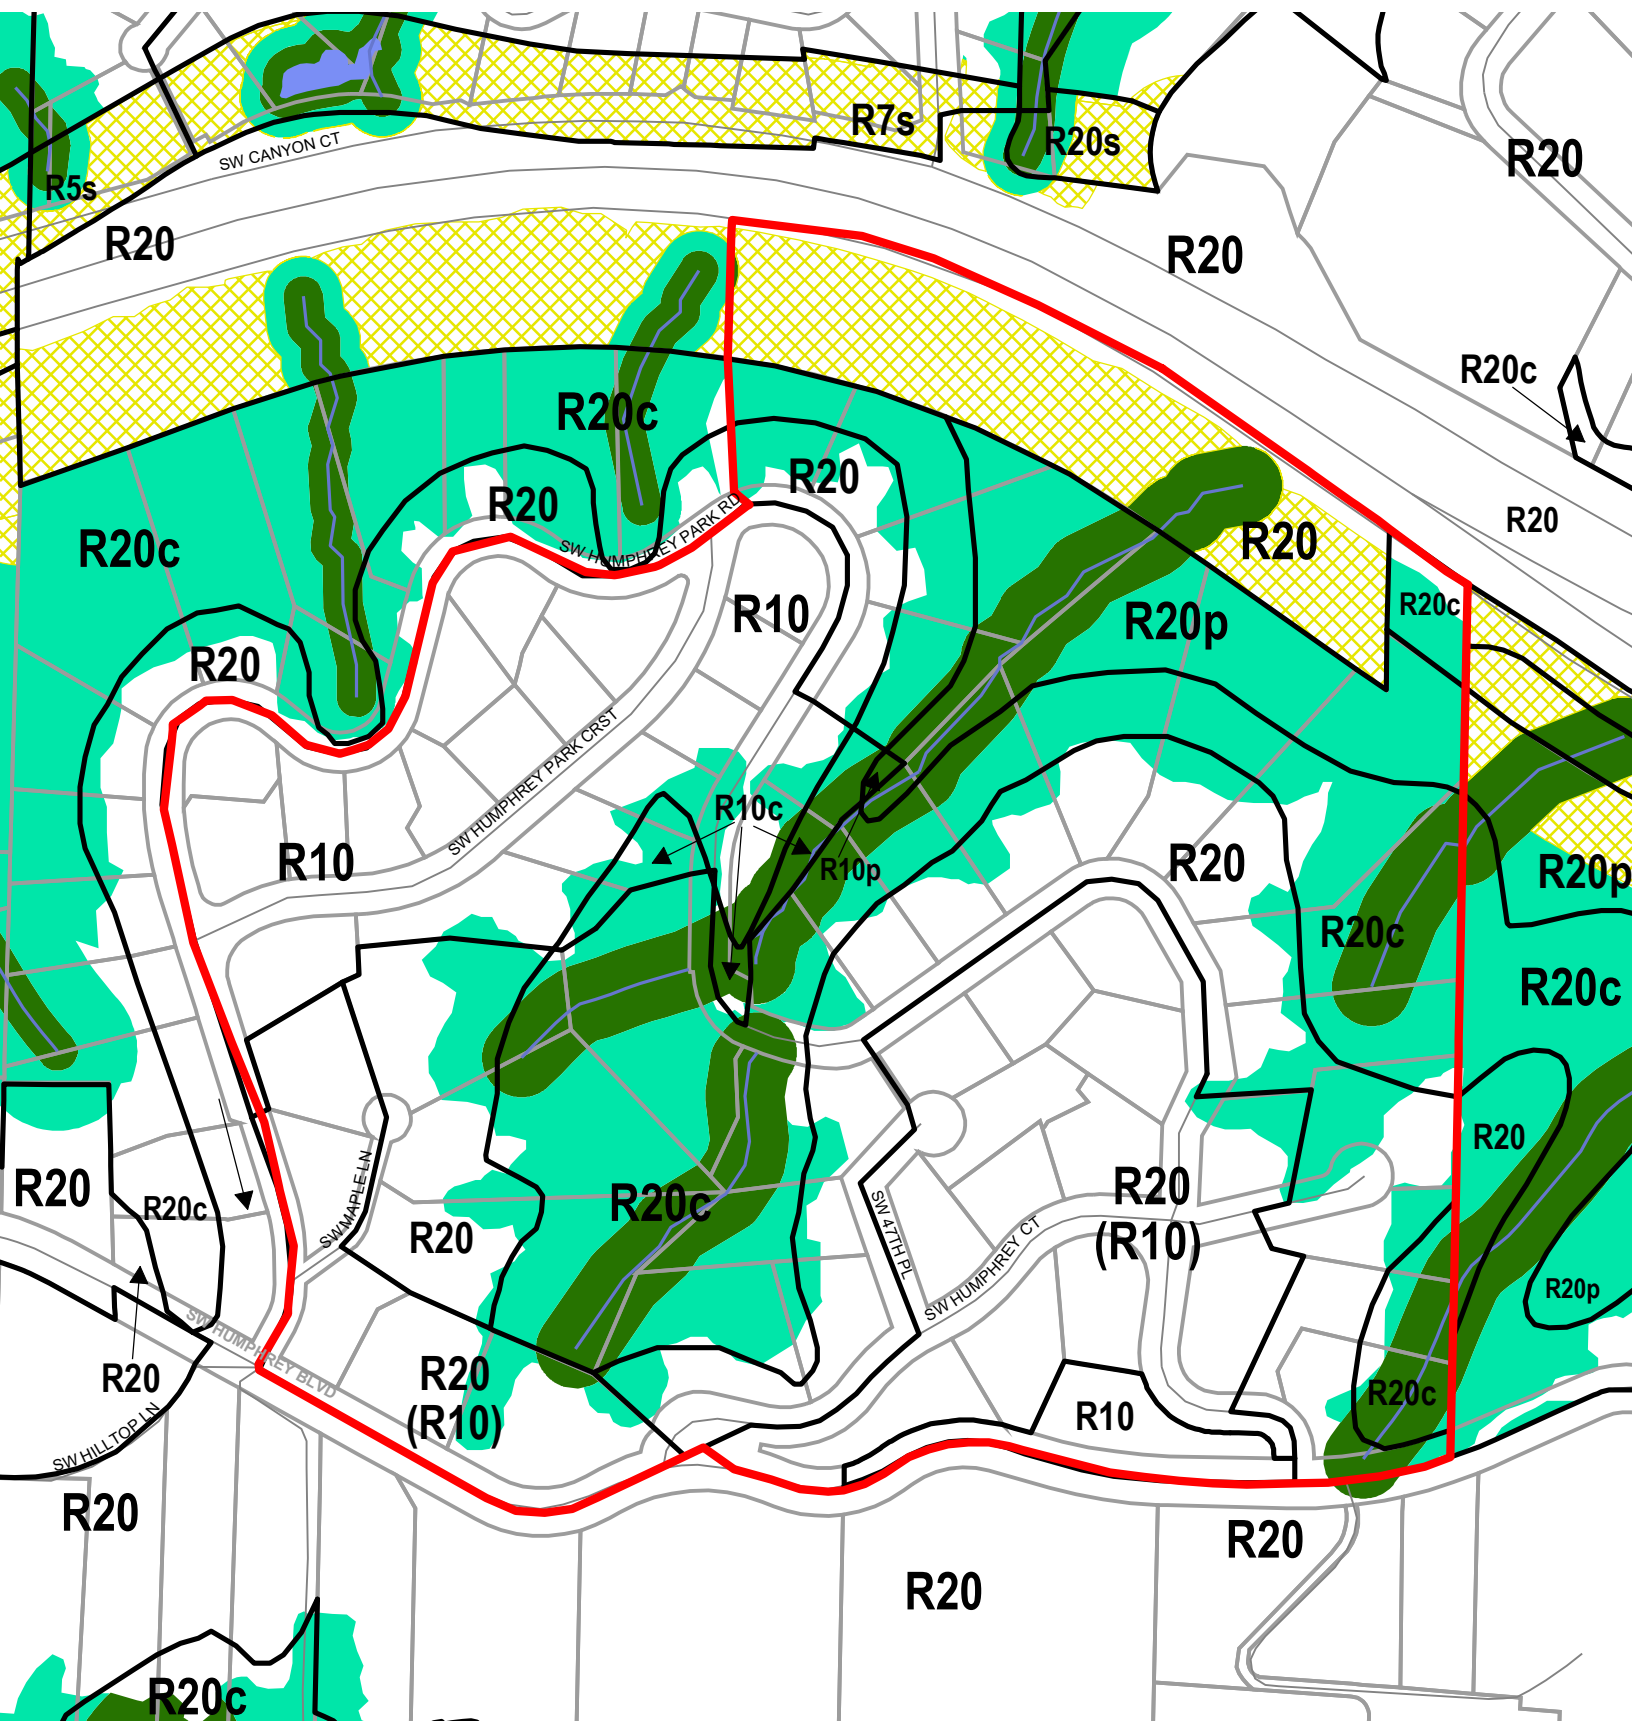 R7s
R20s
SW CANYON CT
R20
R5s
R20
R20
R20c
R20c
R20
R20
R20
R20
R20c
SW HUMPHREY PARK RD
R20
R20c
R10
R20p
R20
SW HUMPHREY PARK CRST
R10c
R10
R20
R10p
R20p
R20c
R20c
R20
R20
R20c
R20
(R10)
R20c
SW MAPLE LN
R20
SW 47TH PL
SW HUMPHREY CT
R20p
SW HUMPHREY BLVD
R20
R20
(R10)
R20c
R10
SW HILLTOP LN
R20
R20
R20
R20c